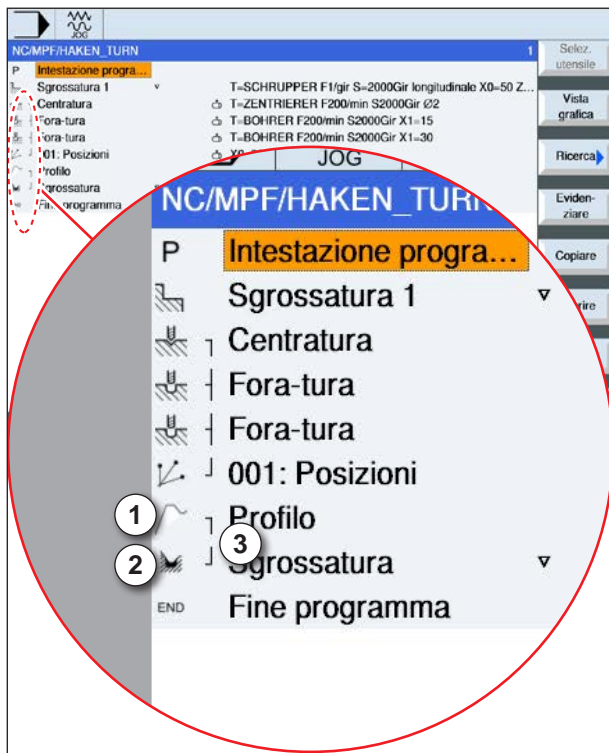 JOG
NC/MPF/HAKEN_TURN 1
P Intestazione progra...
Sgrossatura 1 T=SCHRUPPER F1/gir S=2000Gir longitudinale X0=50 Z...
Centratura T=ZENTRIERER F200/min S2000Gir Ø2
Fora-tura T=BOHRER F200/min S2000Gir X1=15
Fora-tura T=BOHRER F200/min S2000Gir X1=30
001: Posizioni
Profilo
Sgrossatura
Fine programma
Selez.
utensile
Vista
grafica
Ricerca
Eviden-
ziare
Copiare
JOG
NC/MPF/HAKEN_TURN
P Intestazione progra...
Sgrossatura 1
Centratura
Fora-tura
Fora-tura
001: Posizioni
1 Profilo
3
2 Sgrossatura
END Fine programma